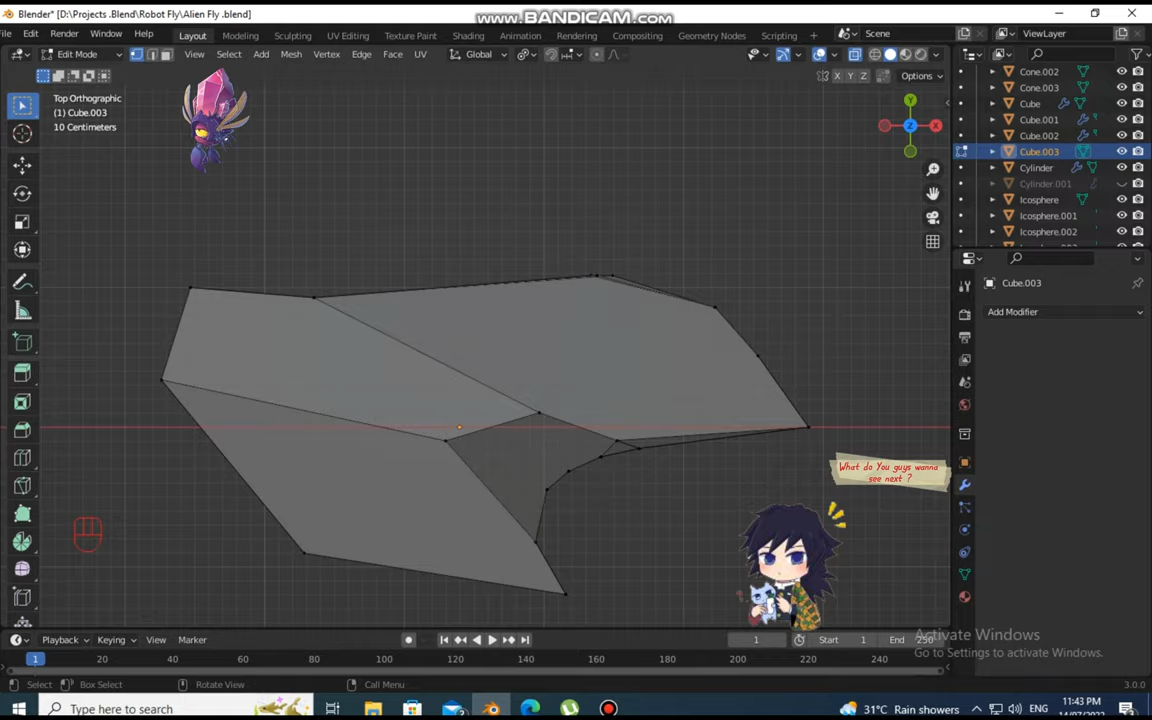 www.BANDICAM.com
Blender* [D:\Projects .Blend\Robot Fly\Alien Fly .blend]
File Edit Render Window Help Layout Modeling Sculpting UV Editing Texture Paint Shading Animation Rendering Compositing Geometry Nodes Scripting + Scene ViewLayer
Edit Mode View Select Add Mesh Vertex Edge Face UV Global
X Y Z Options
Top Orthographic
(1) Cube.003
10 Centimeters
Y
Z X
Cone.002
Cone.003
Cube
Cube.001
Cube.002
Cube.003
Cylinder
Cylinder.001
Icosphere
Icosphere.001
Icosphere.002
Cube.003
Add Modifier
What do You guys wanna
see next ?
Activate Windows
Go to Settings to activate Windows.
Playback Keying View Marker 1 Start 1 End 250
1 20 40 60 80 100 120 140 160 180 200 220 240
Select Box Select Rotate View Call Menu 3.0.0
Type here to search 31°C Rain showers ENG 11:43 PM
14/07/2022